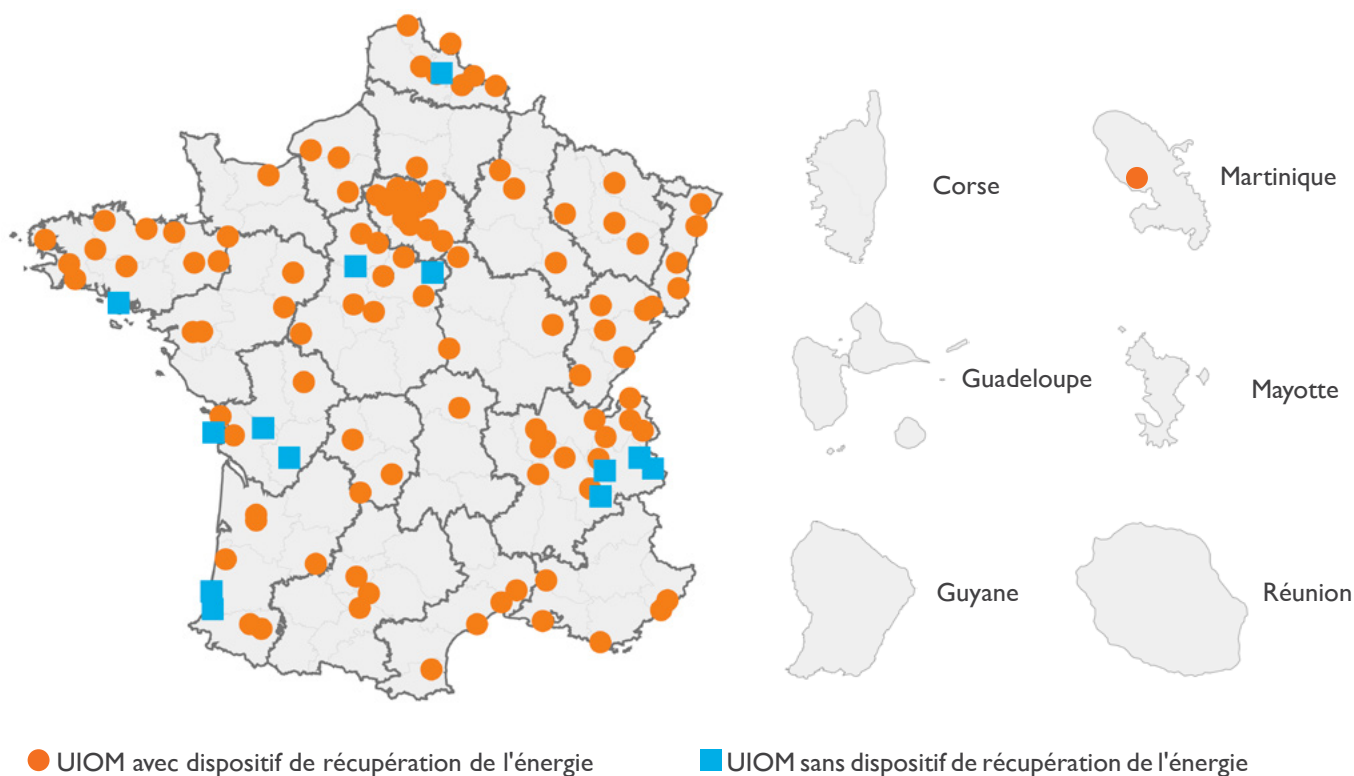 Corse
Martinique
Guadeloupe
Mayotte
Guyane
Réunion
UIOM avec dispositif de récupération de l'énergie
UIOM sans dispositif de récupération de l'énergie